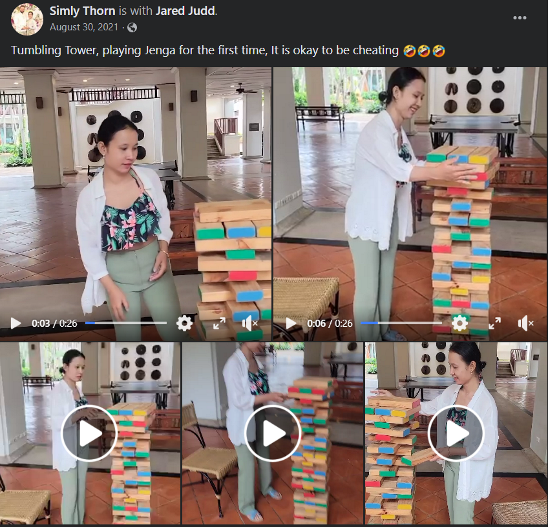 Simly Thorn is with Jared Judd.
August 30, 2021 ·
Tumbling Tower, playing Jenga for the first time, It is okay to be cheating 🤣🤣🤣
0:03 / 0:26
0:06 / 0:26